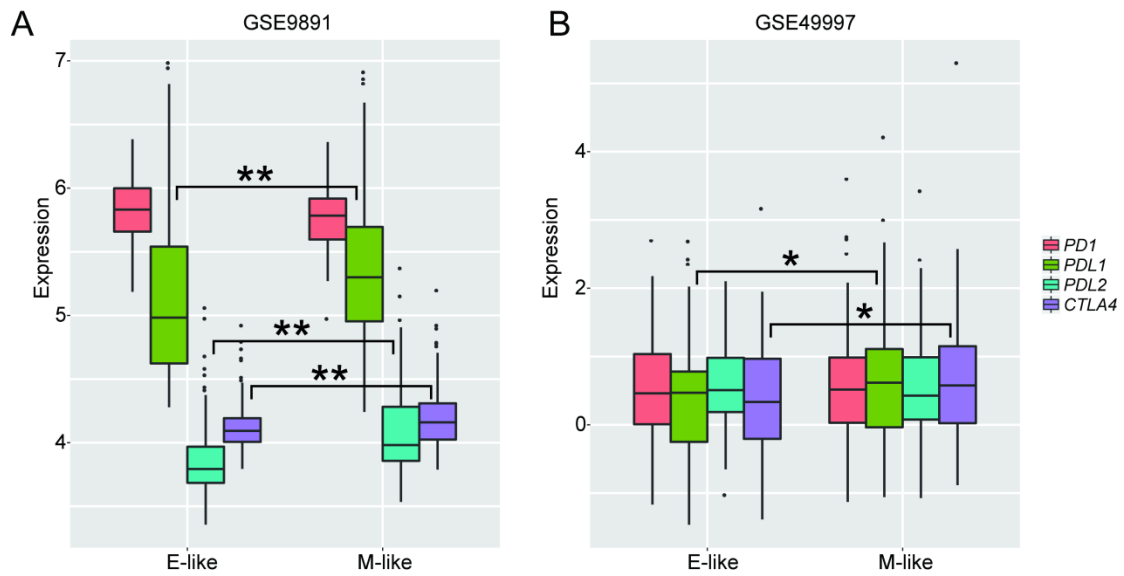 A
GSE9891
Expression
7
6
5
4
**
**
**
E-like
M-like
B
GSE49997
Expression
4
2
0
*
*
E-like
M-like
PD1
PDL1
PDL2
CTLA4